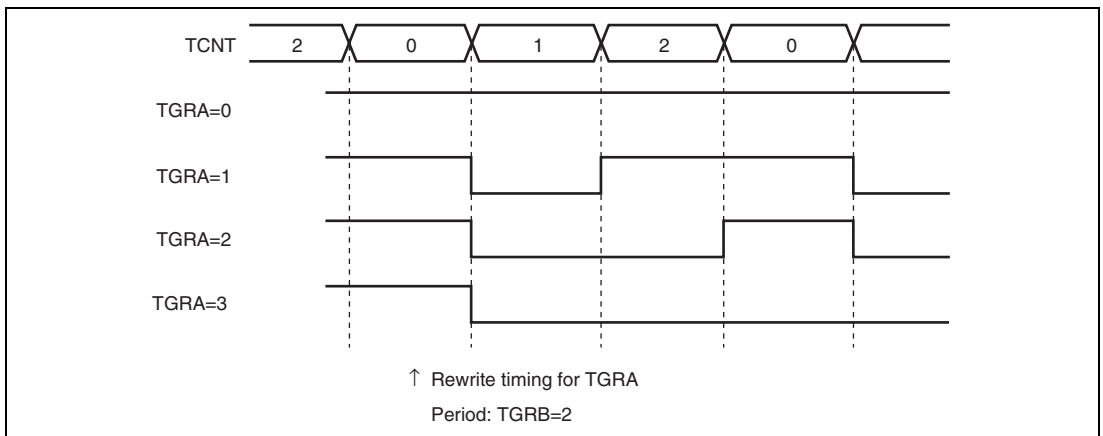 TCNT 2 0 1 2 0
TGRA=0
TGRA=1
TGRA=2
TGRA=3
↑ Rewrite timing for TGRA
Period: TGRB=2